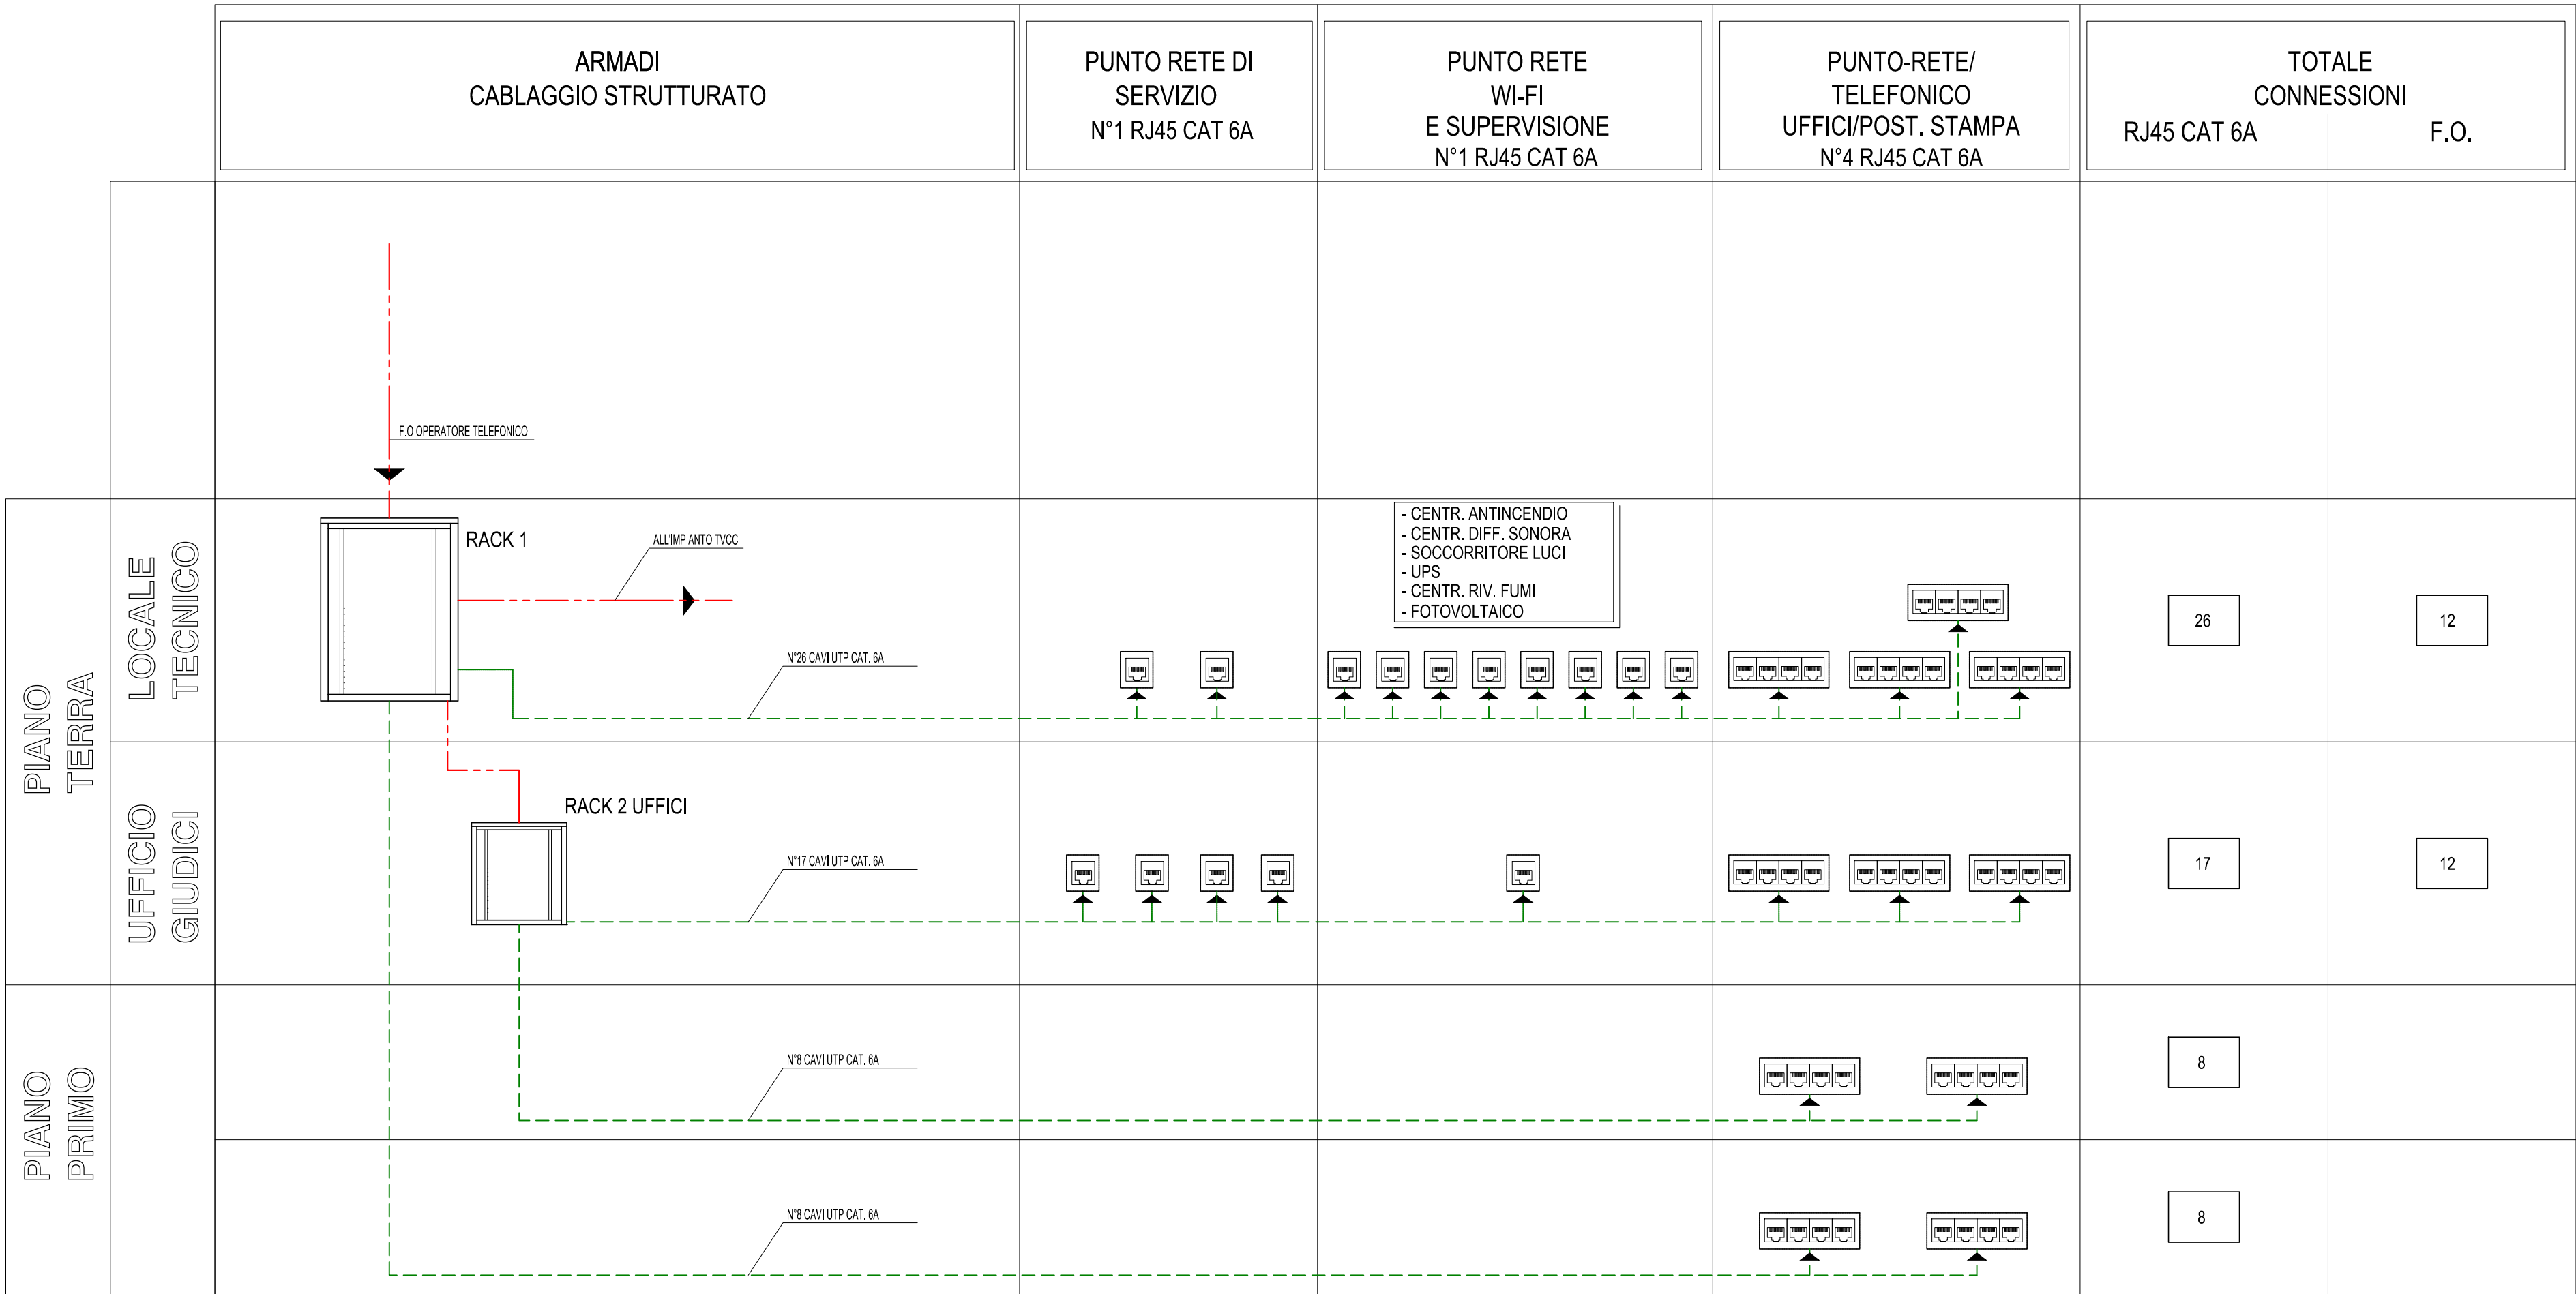 ARMADI
CABLAGGIO STRUTTURATO
PUNTO RETE DI
SERVIZIO
N°1 RJ45 CAT 6A
PUNTO RETE
WI-FI
E SUPERVISIONE
N°1 RJ45 CAT 6A
PUNTO-RETE/
TELEFONICO
UFFICI/POST. STAMPA
N°4 RJ45 CAT 6A
TOTALE
CONNESSIONI
RJ45 CAT 6A
F.O.
F.O OPERATORE TELEFONICO
PIANO
TERRA
LOCALE
TECNICO
RACK 1
ALL'IMPIANTO TVCC
N°26 CAVI UTP CAT. 6A
- CENTR. ANTINCENDIO
- CENTR. DIFF. SONORA
- SOCCORRITORE LUCI
- UPS
- CENTR. RIV. FUMI
- FOTOVOLTAICO
26
12
UFFICIO
GIUDICI
RACK 2 UFFICI
N°17 CAVI UTP CAT. 6A
17
12
PIANO
PRIMO
N°8 CAVI UTP CAT. 6A
8
N°8 CAVI UTP CAT. 6A
8